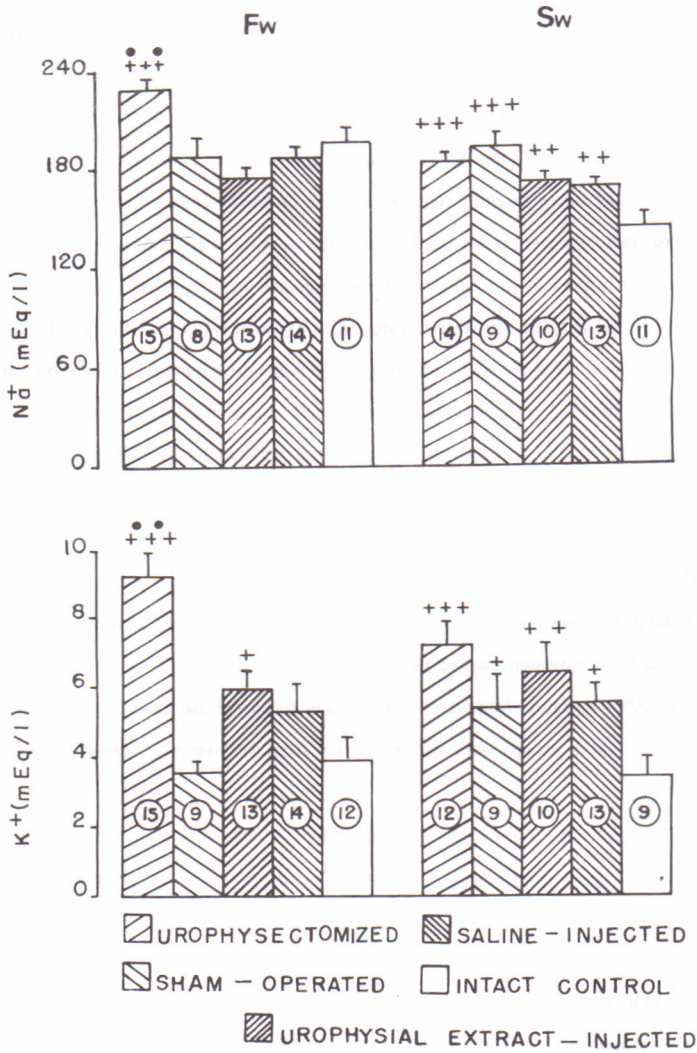 Fw Sw
• •
+++
240
+++ +++ ++ ++
180
120
60
0
Na+ (mEq/l)
15 8 13 14 11 14 9 10 13 11
• •
+++
10
8
+++ + ++ +
+
6
4
2
0
K+ (mEq/l)
15 9 13 14 12 12 9 10 13 9
UROPHYSECTOMIZED SALINE-INJECTED
SHAM-OPERATED INTACT CONTROL
UROPHYSIAL EXTRACT-INJECTED